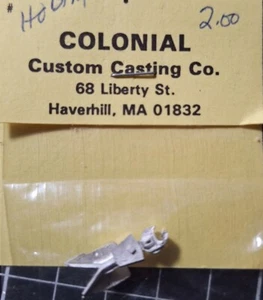 #
2.00
COLONIAL
Custom Casting Co.
68 Liberty St.
Haverhill, MA 01832